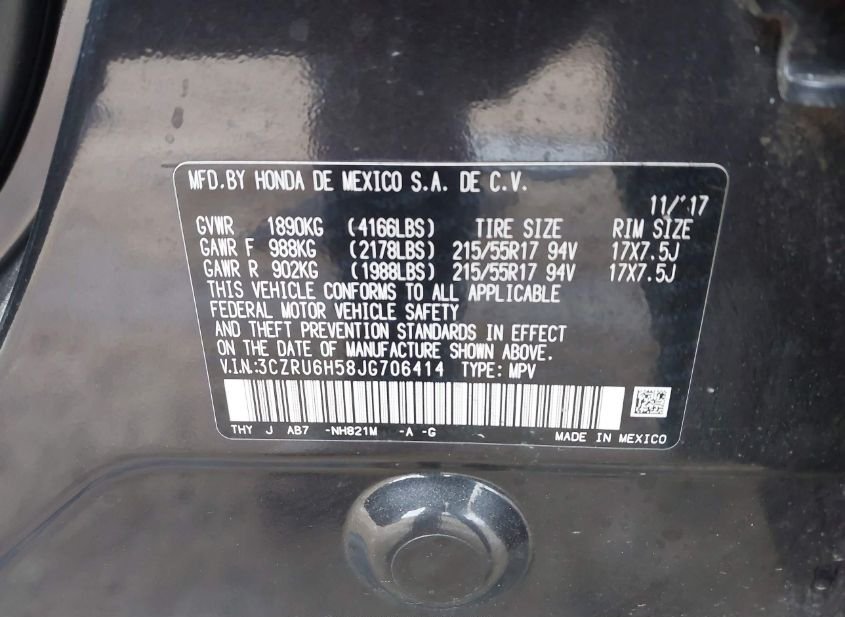 MFD.BY HONDA DE MEXICO S.A. DE C.V.
11/'17
GVWR 1890KG (4166LBS) TIRE SIZE RIM SIZE
GAWR F 988KG (2178LBS) 215/55R17 94V 17X7.5J
GAWR R 902KG (1988LBS) 215/55R17 94V 17X7.5J
THIS VEHICLE CONFORMS TO ALL APPLICABLE
FEDERAL MOTOR VEHICLE SAFETY
AND THEFT PREVENTION STANDARDS IN EFFECT
ON THE DATE OF MANUFACTURE SHOWN ABOVE.
V.I.N.:3CZRU6H58JG706414 TYPE: MPV
THY J AB7 -NH821M -A -G MADE IN MEXICO